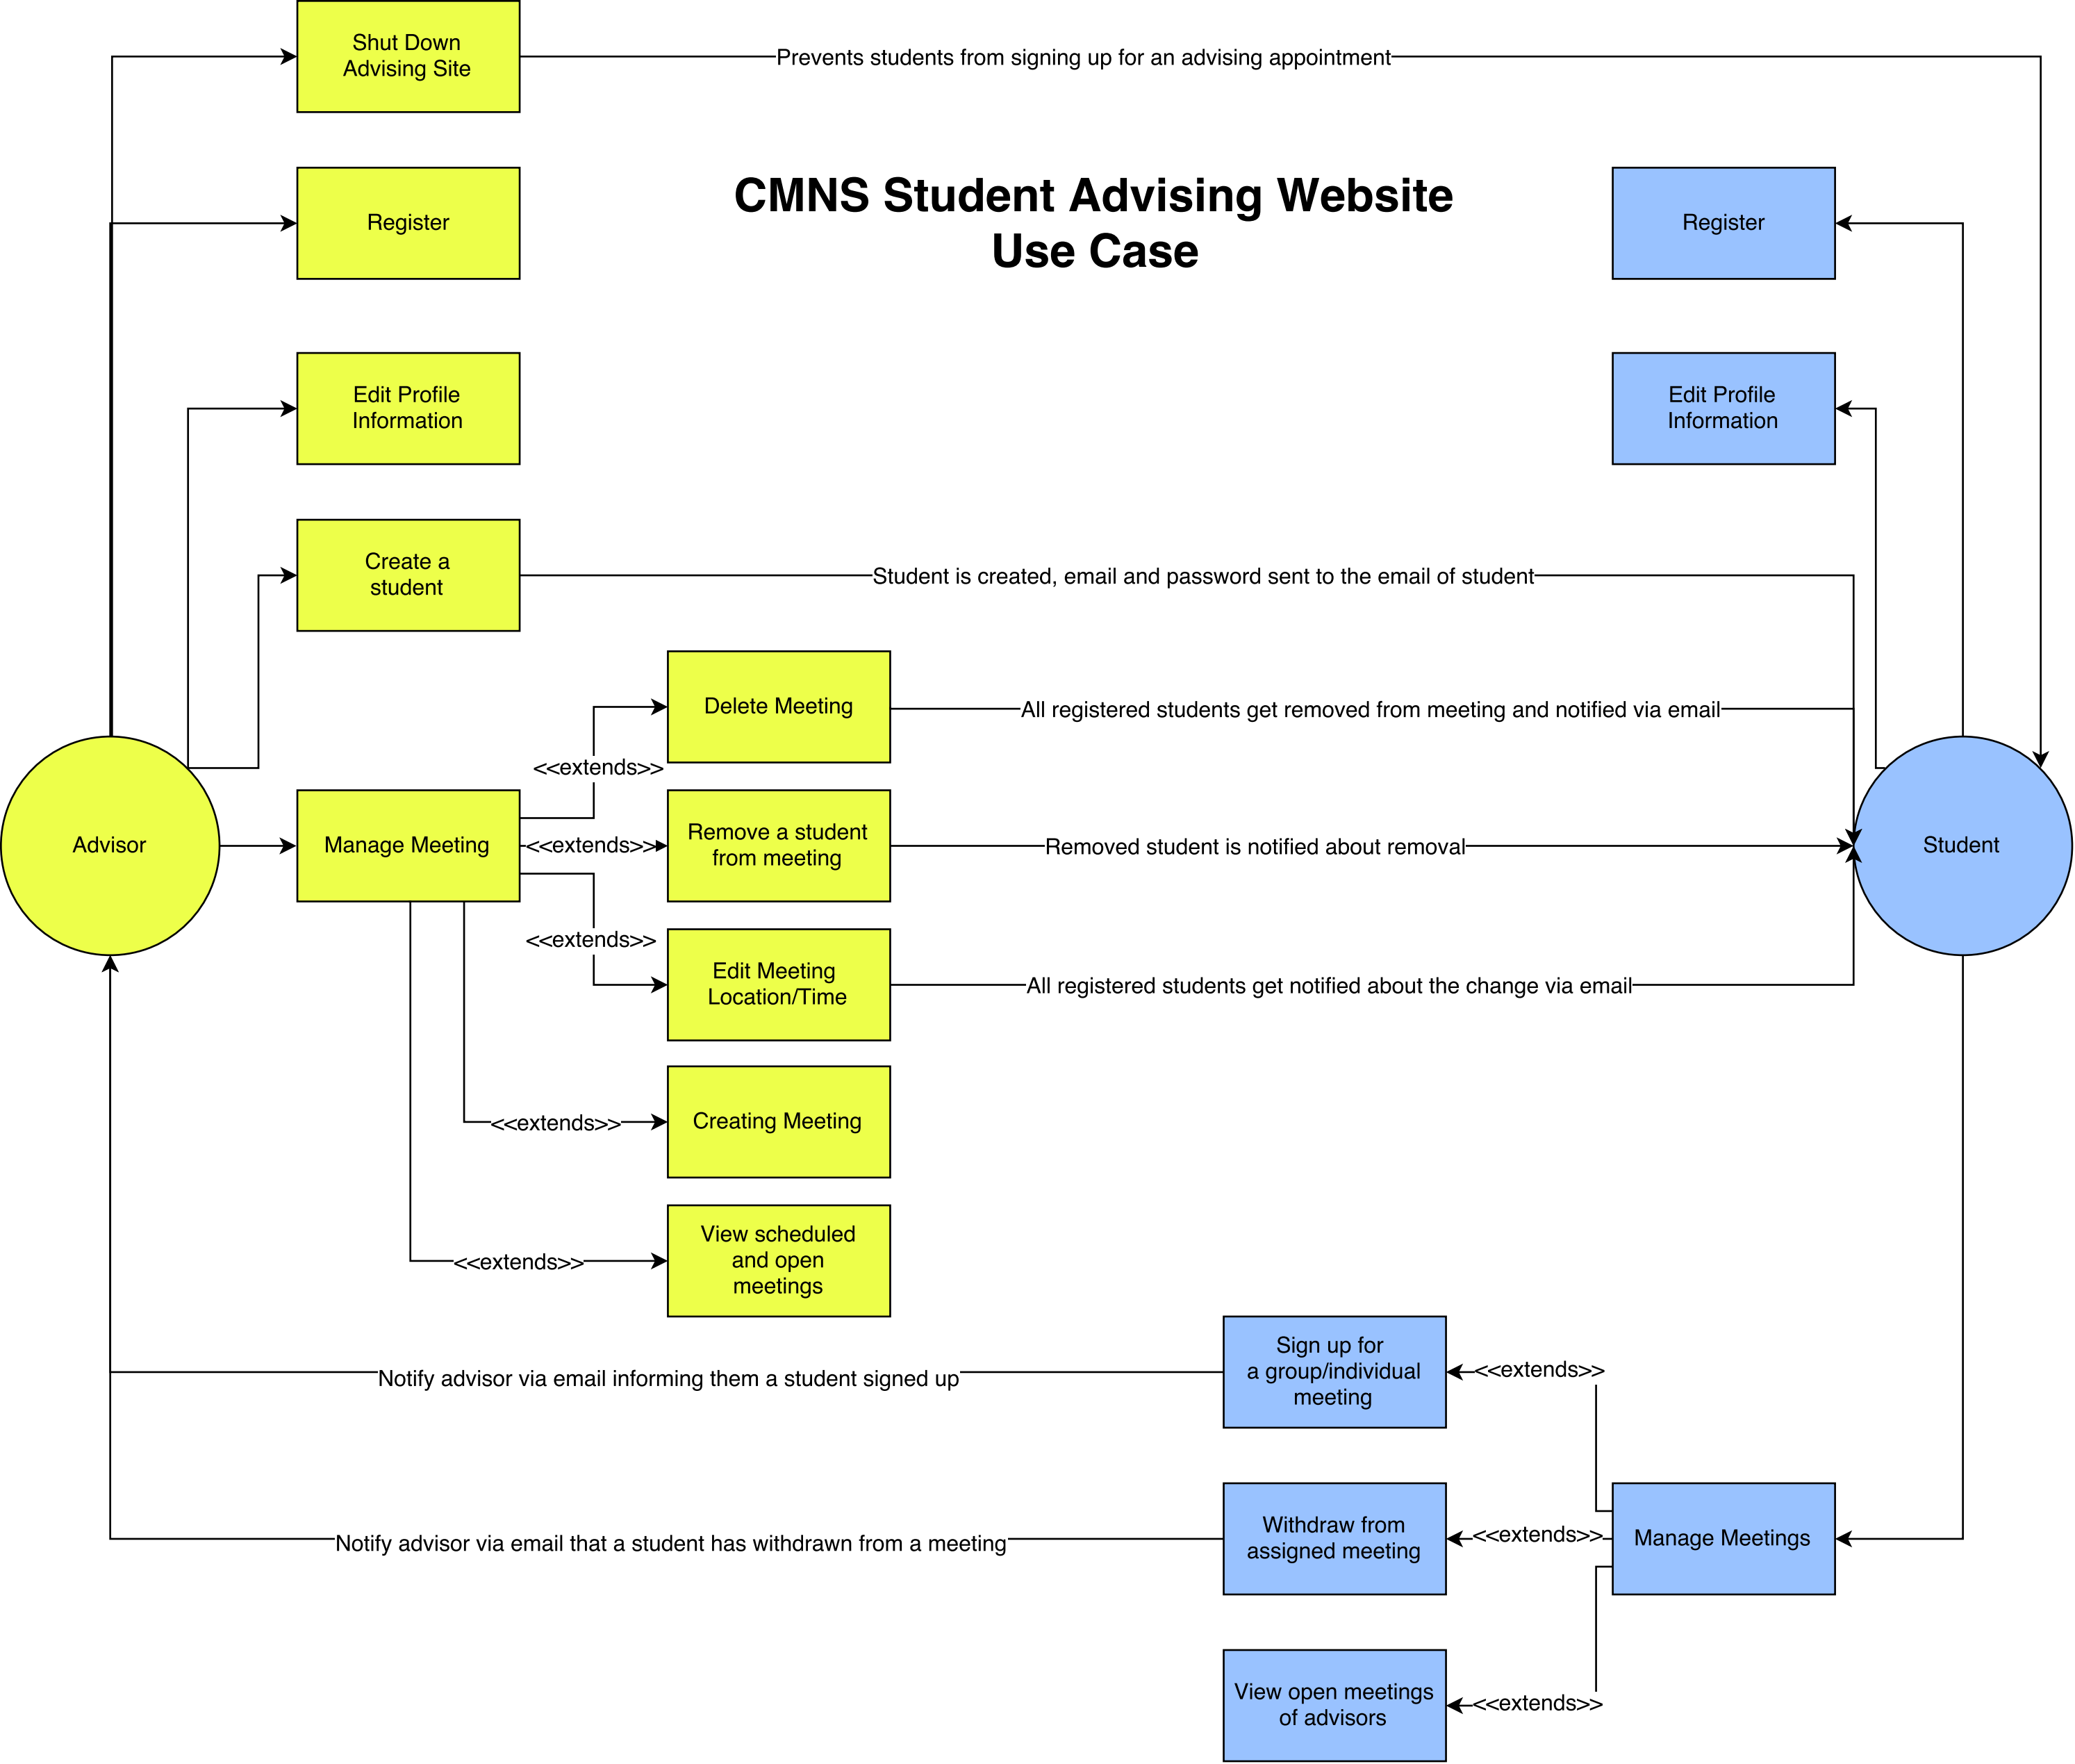 Shut Down
Advising Site
Prevents students from signing up for an advising appointment
CMNS Student Advising Website
Use Case
Register
Register
Edit Profile
Information
Edit Profile
Information
Create a
student
Student is created, email and password sent to the email of student
Delete Meeting
All registered students get removed from meeting and notified via email
<<extends>>
Advisor
Manage Meeting
<<extends>>
Remove a student
from meeting
Removed student is notified about removal
Student
<<extends>>
Edit Meeting
Location/Time
All registered students get notified about the change via email
<<extends>>
Creating Meeting
<<extends>>
View scheduled
and open
meetings
Notify advisor via email informing them a student signed up
Sign up for
a group/individual
meeting
<<extends>>
Notify advisor via email that a student has withdrawn from a meeting
Withdraw from
assigned meeting
<<extends>>
Manage Meetings
View open meetings
of advisors
<<extends>>